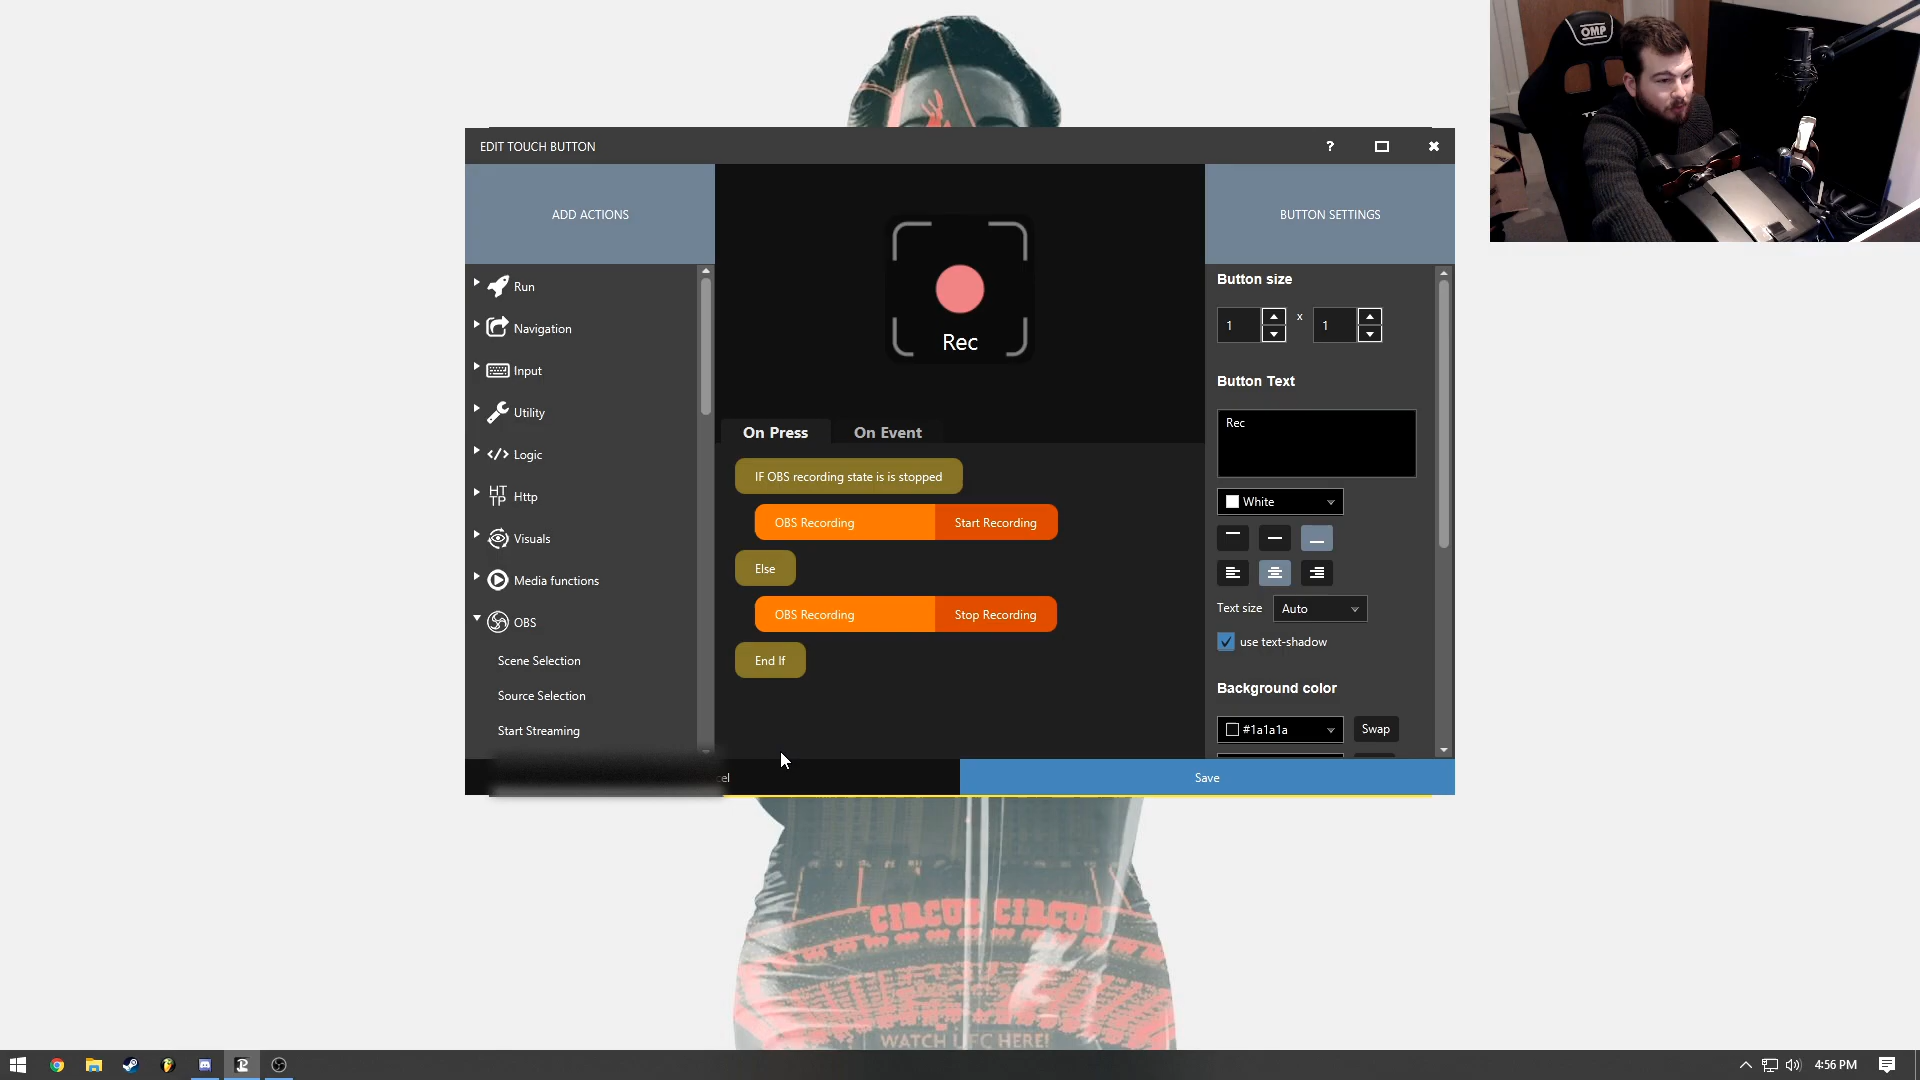 OMP
EDIT TOUCH BUTTON
?
ADD ACTIONS
BUTTON SETTINGS
Run
Navigation
Input
Utility
Logic
HT
TP
Http
Visuals
Media functions
OBS
Scene Selection
Source Selection
Start Streaming
Rec
On Press
On Event
IF OBS recording state is is stopped
OBS Recording
Start Recording
Else
OBS Recording
Stop Recording
End If
Button size
1
x
1
Button Text
Rec
White
Text size
Auto
use text-shadow
Background color
#1a1a1a
Swap
Save
CIRCUS CIRCUS
WATCH UFC HERE!
4:56 PM